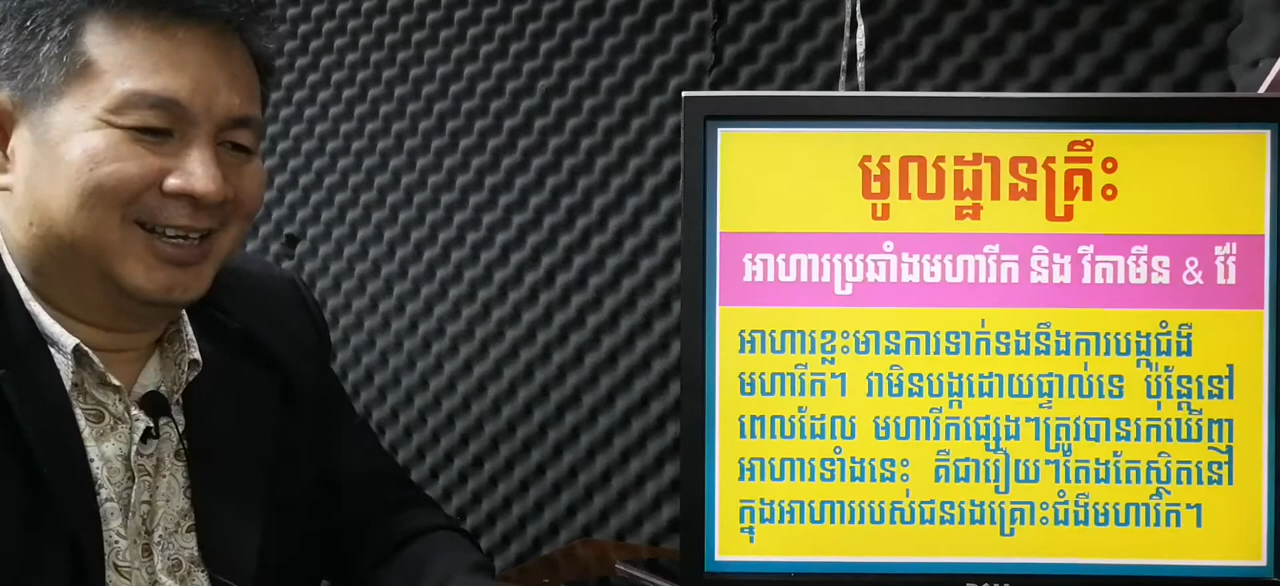 មូលដ្ឋានគ្រឹះ
អាហារប្រឆាំងមហារីក និង វីតាមីន & រ៉ែ
អាហារខ្លះមានការទាក់ទងនឹងការបង្កជំងឺ
មហារីក។ វាមិនបង្កដោយផ្ទាល់ទេ ប៉ុន្តែនៅ
ពេលដែល មហារីកផ្សេងៗត្រូវបានរកឃើញ
អាហារទាំងនេះ គឺជារឿយៗតែងតែស្ថិតនៅ
ក្នុងអាហាររបស់ជនរងគ្រោះជំងឺមហារីក។